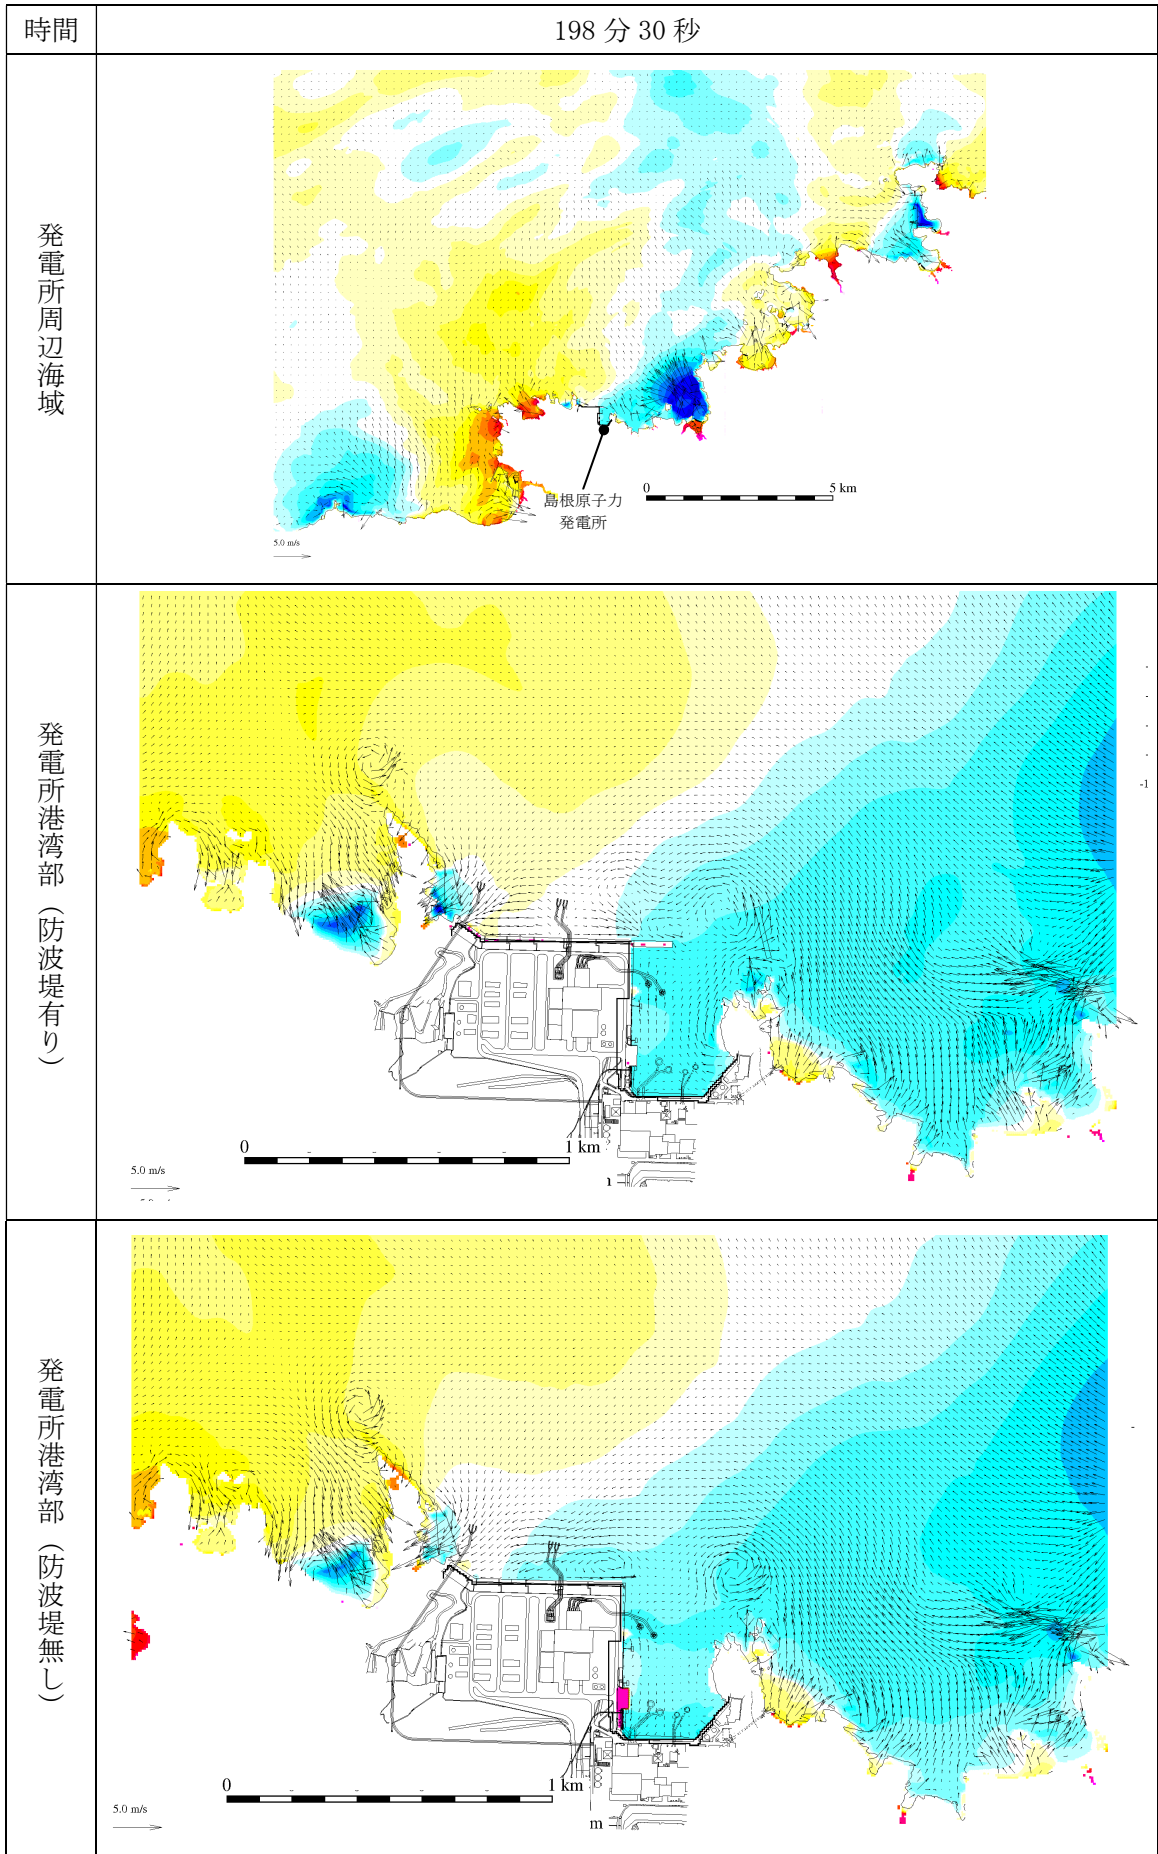 時間
198 分 30 秒
発電所周辺海域
島根原子力
発電所
0
5 km
5.0 m/s
発電所港湾部（防波堤有り）
-1
0
1 km
5.0 m/s
発電所港湾部（防波堤無し）
0
1 km
5.0 m/s
m